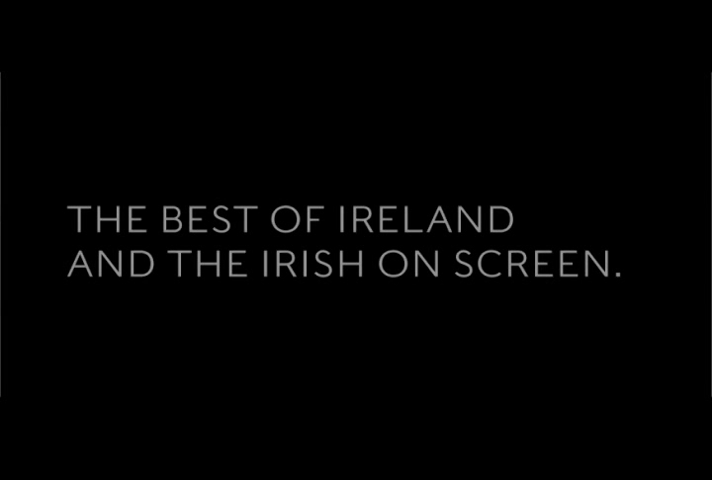 THE BEST OF IRELAND
AND THE IRISH ON SCREEN.